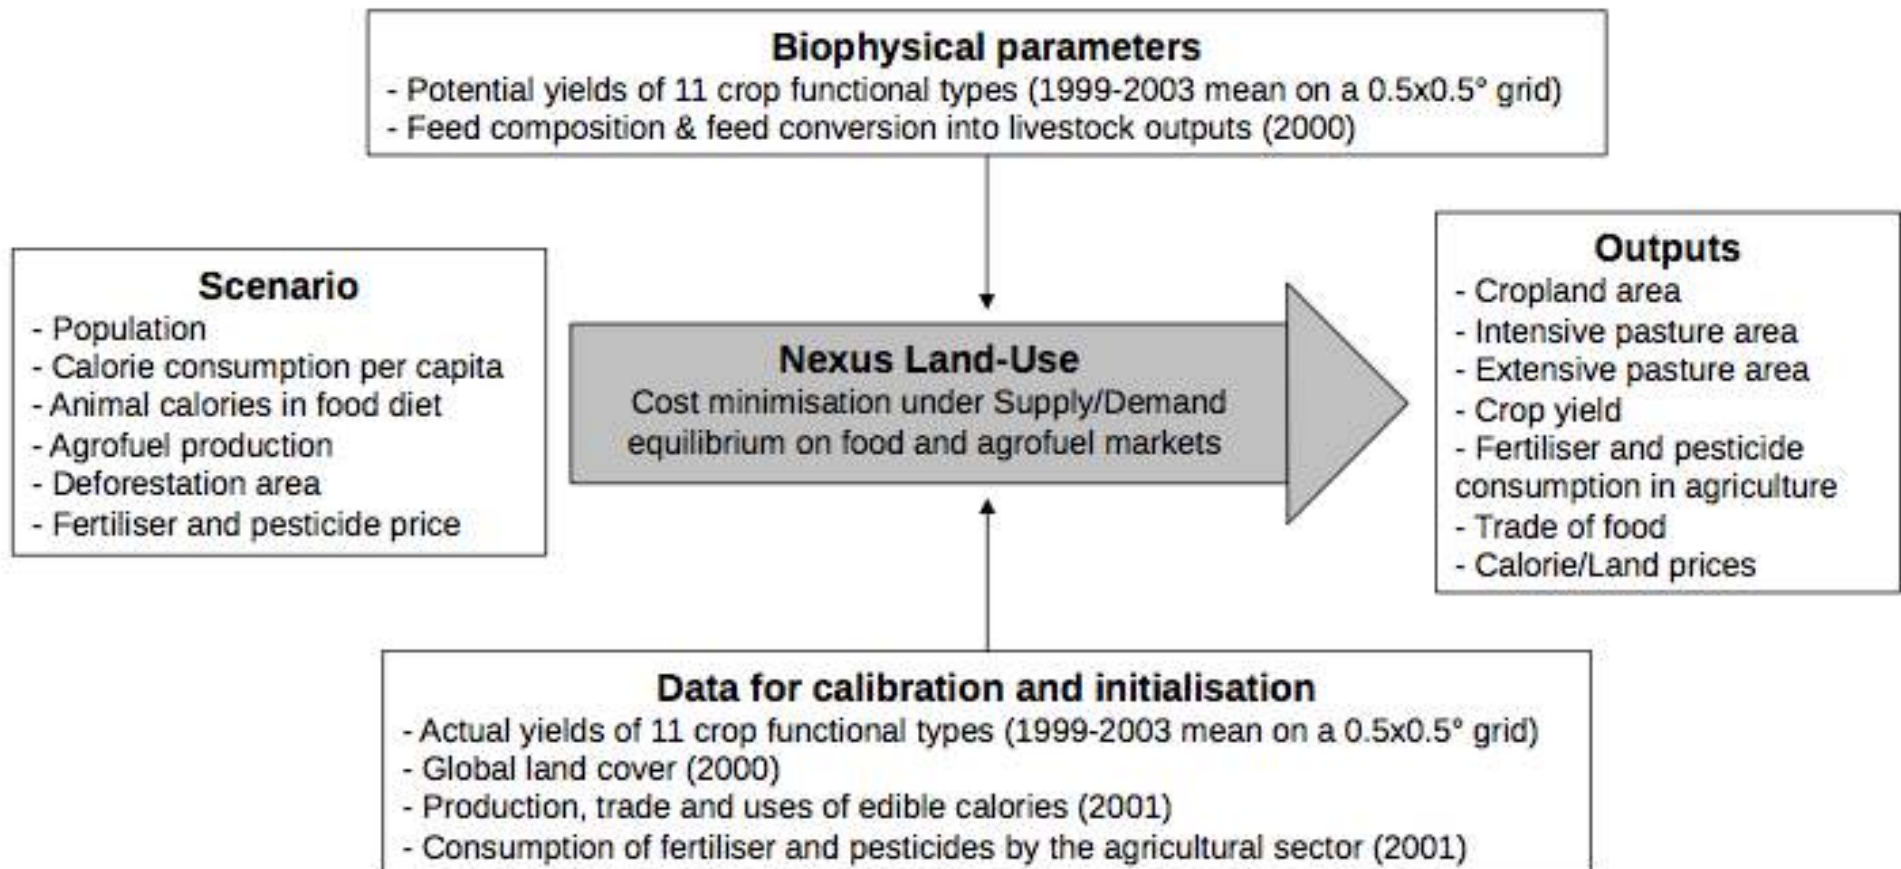 Biophysical parameters
- Potential yields of 11 crop functional types (1999-2003 mean on a 0.5x0.5° grid)
- Feed composition & feed conversion into livestock outputs (2000)
Scenario
- Population
- Calorie consumption per capita
- Animal calories in food diet
- Agrofuel production
- Deforestation area
- Fertiliser and pesticide price
Nexus Land-Use
Cost minimisation under Supply/Demand
equilibrium on food and agrofuel markets
Outputs
- Cropland area
- Intensive pasture area
- Extensive pasture area
- Crop yield
- Fertiliser and pesticide
consumption in agriculture
- Trade of food
- Calorie/Land prices
Data for calibration and initialisation
- Actual yields of 11 crop functional types (1999-2003 mean on a 0.5x0.5° grid)
- Global land cover (2000)
- Production, trade and uses of edible calories (2001)
- Consumption of fertiliser and pesticides by the agricultural sector (2001)